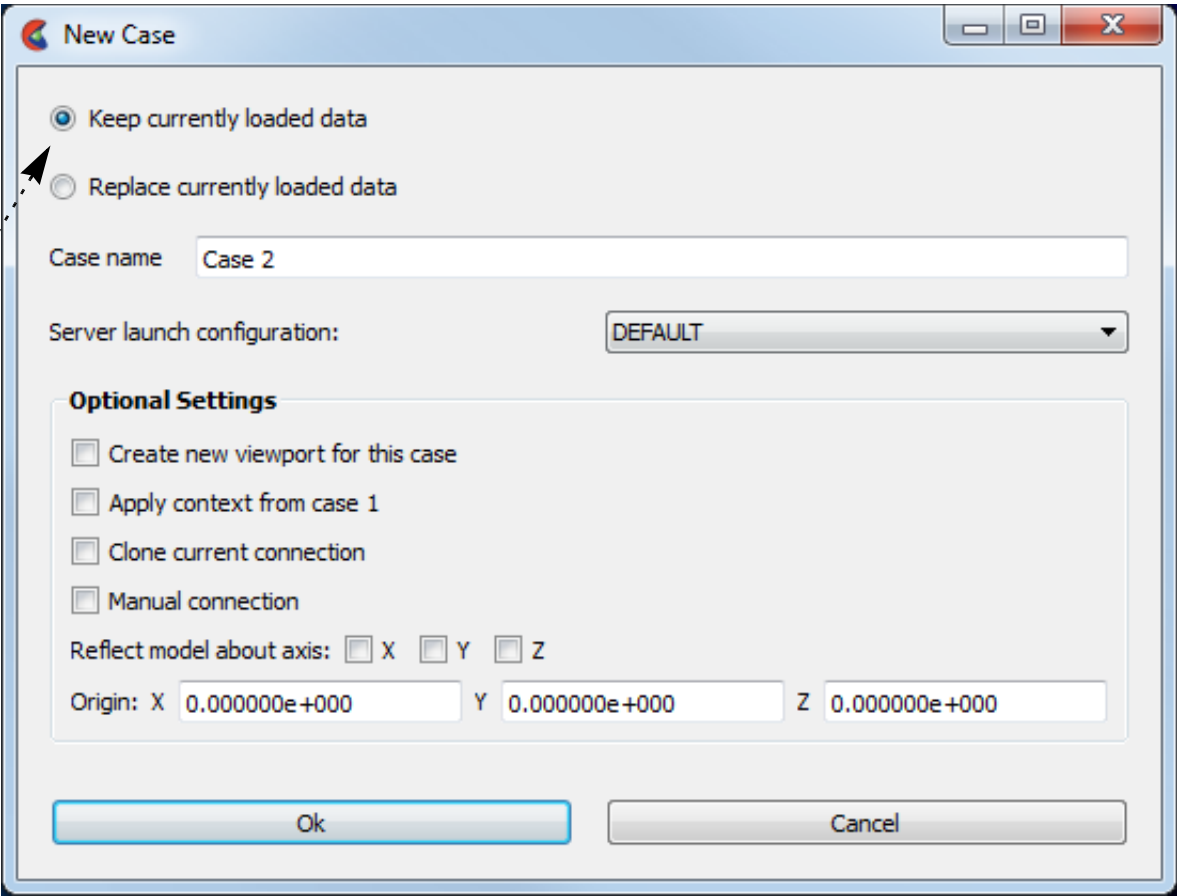 New Case
Keep currently loaded data
Replace currently loaded data
Case name Case 2
Server launch configuration: DEFAULT
Optional Settings
Create new viewport for this case
Apply context from case 1
Clone current connection
Manual connection
Reflect model about axis: X Y Z
Origin: X 0.000000e+000 Y 0.000000e+000 Z 0.000000e+000
Ok Cancel